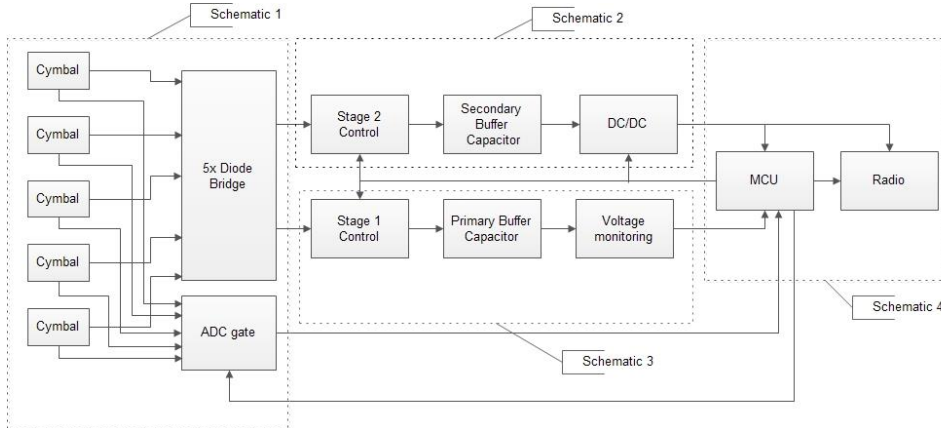 Schematic 1
Schematic 2
Cymbal
Cymbal
Cymbal
Cymbal
Cymbal
5x Diode
Bridge
ADC gate
Stage 2
Control
Secondary
Buffer
Capacitor
DC/DC
Stage 1
Control
Primary Buffer
Capacitor
Voltage
monitoring
MCU
Radio
Schematic 3
Schematic 4